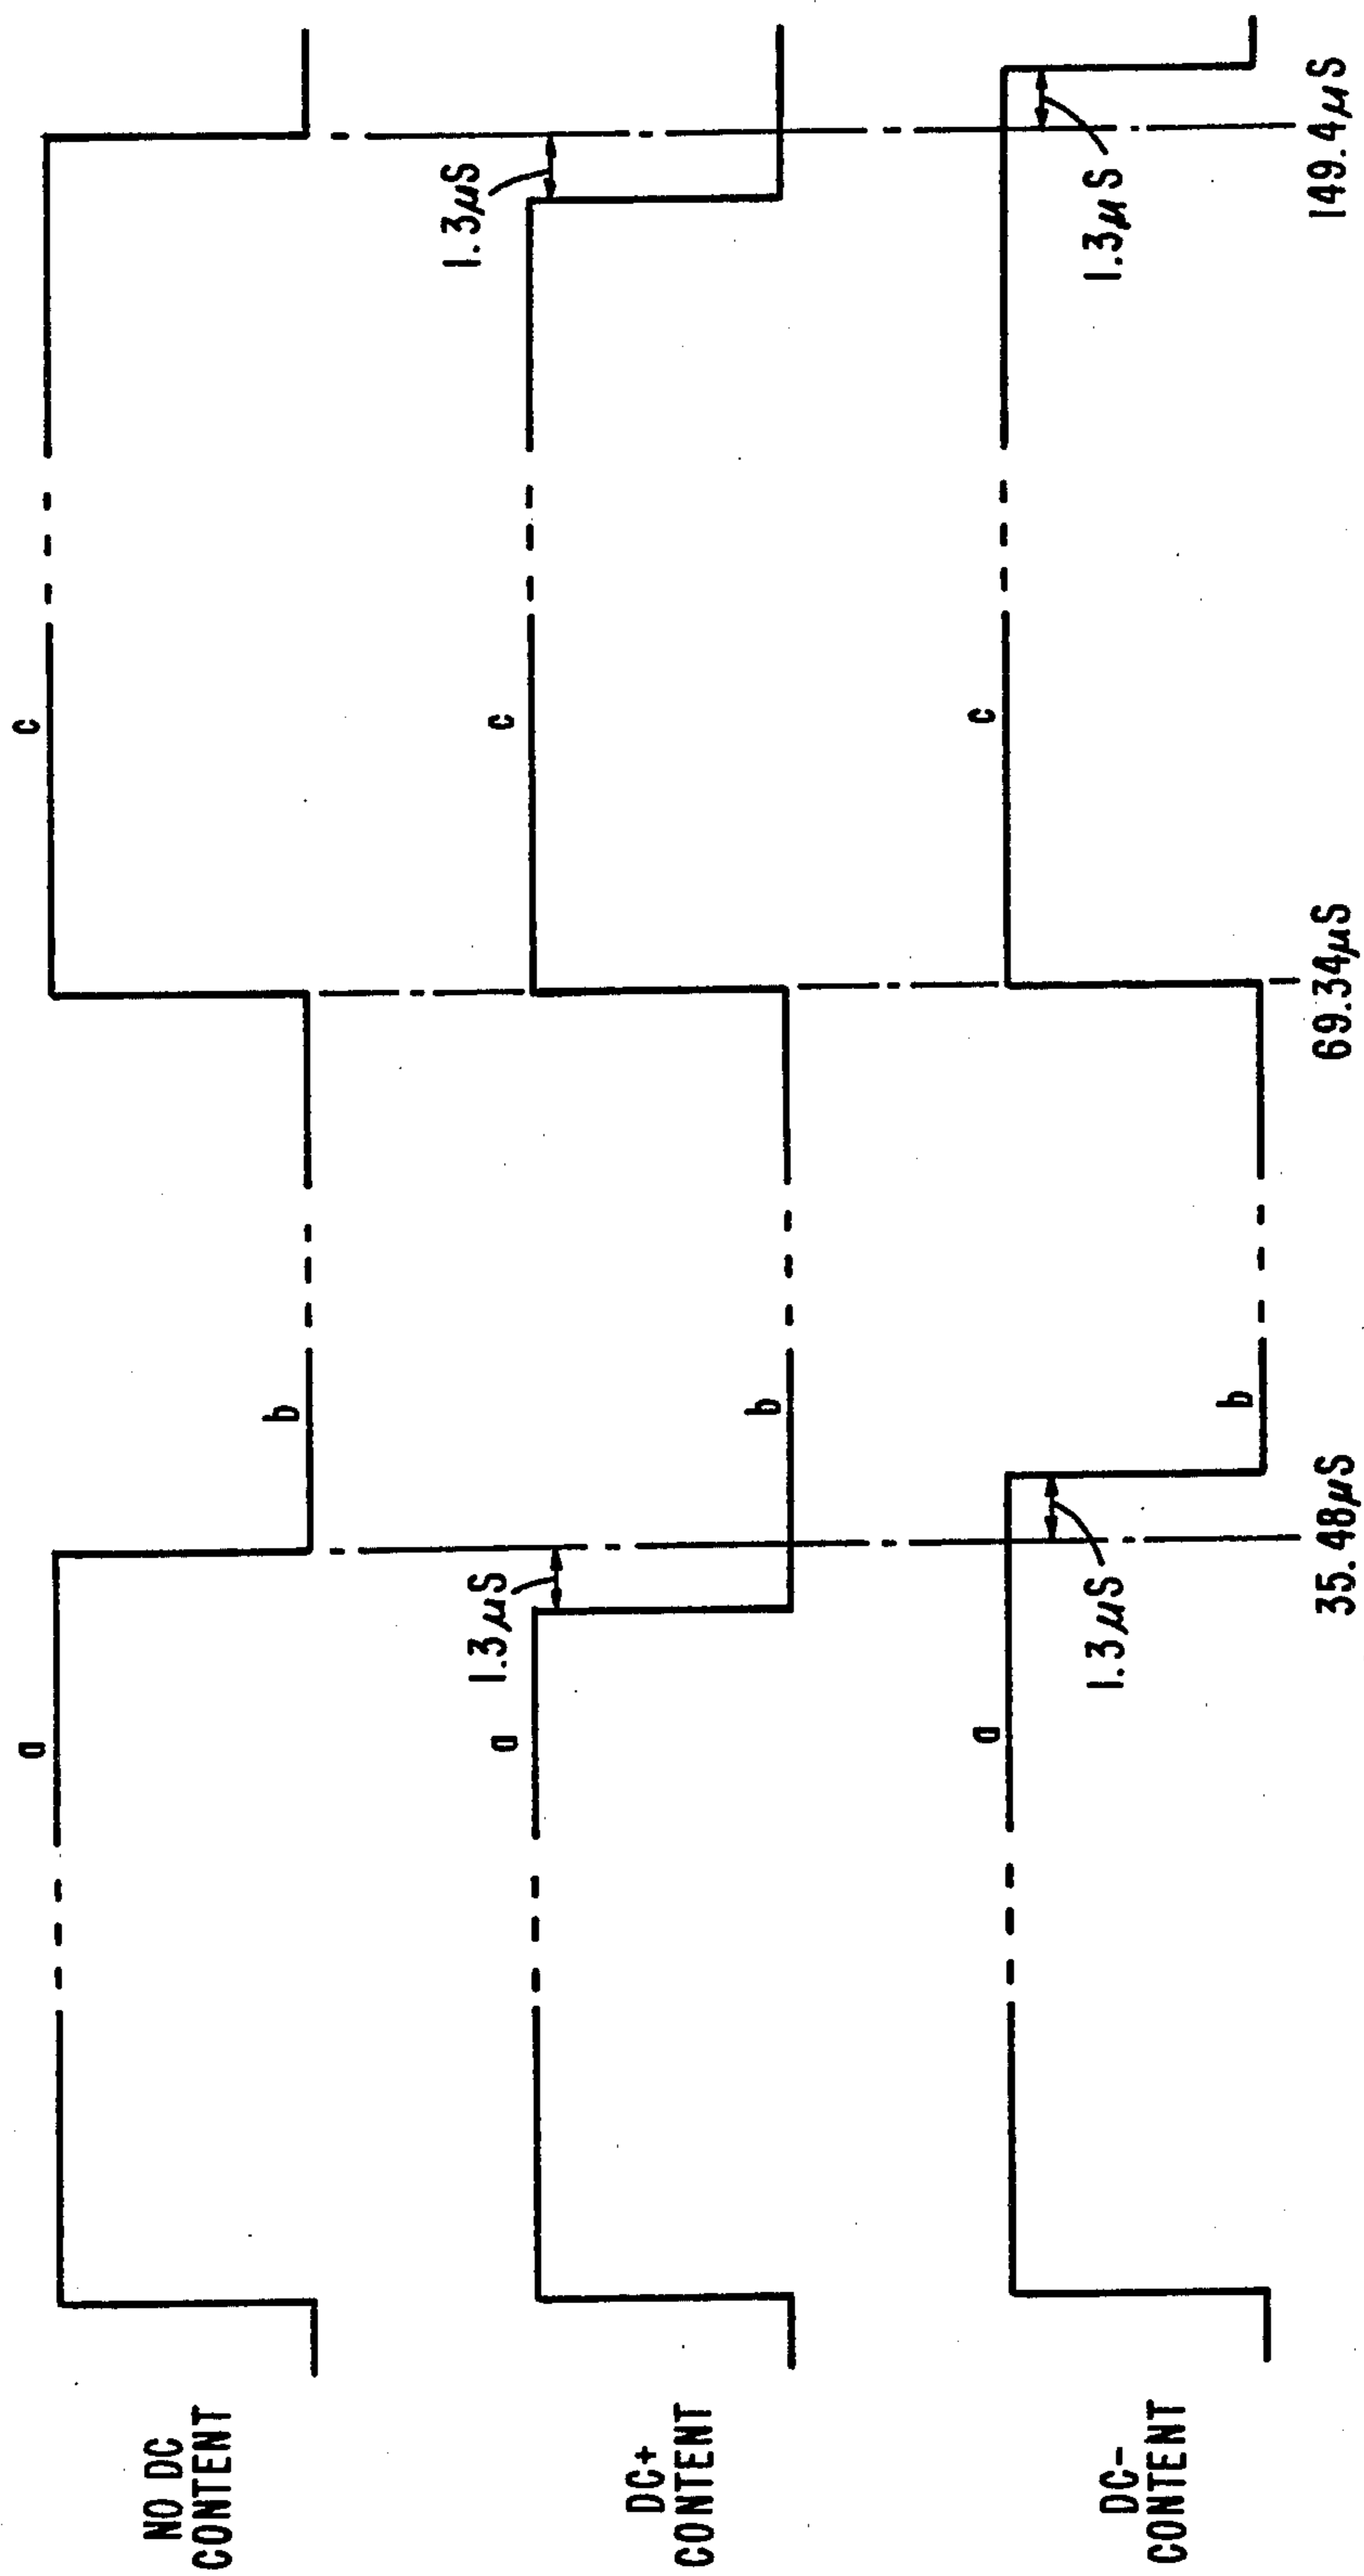 NO DC
CONTENT
a
b
c
DC+
CONTENT
a
1.3µS
b
c
1.3µS
DC-
CONTENT
a
1.3µS
b
c
1.3µS
35.48µS
69.34µS
149.4µS